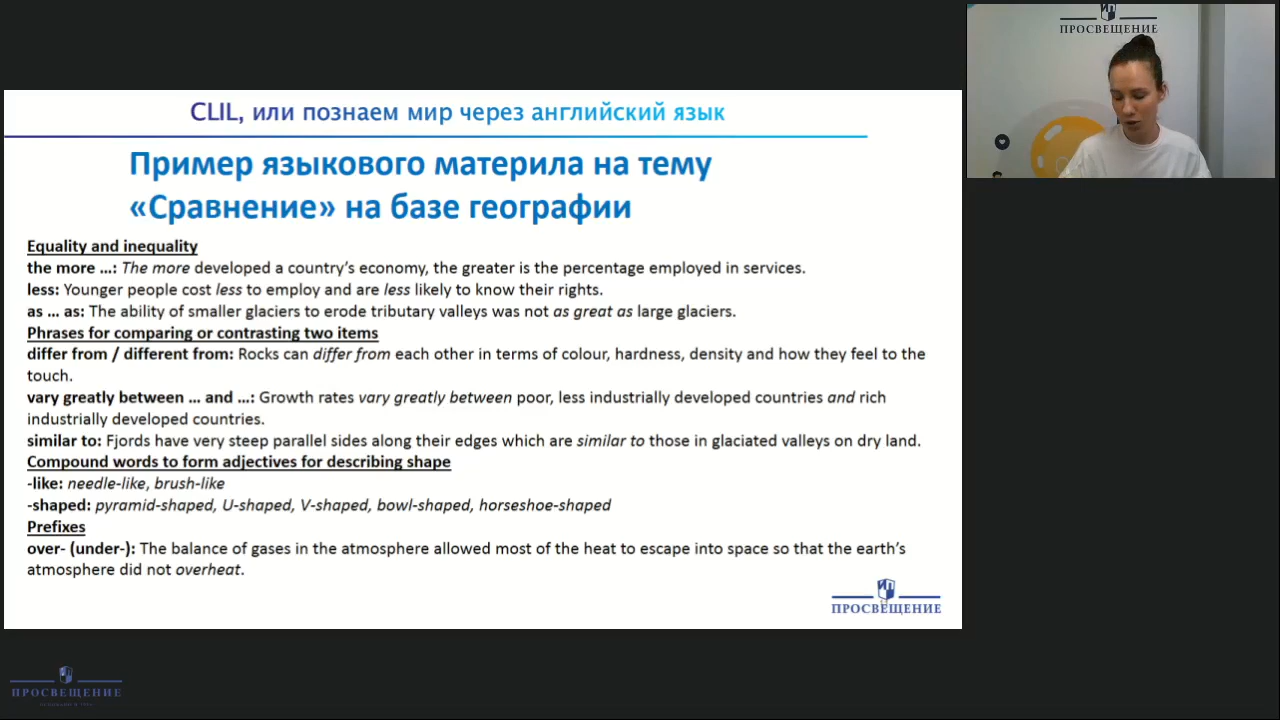 ПРОСВЕЩЕНИЕ
CLIL, или познаем мир через английский язык
Пример языкового материла на тему
«Сравнение» на базе географии
Equality and inequality
the more …: The more developed a country’s economy, the greater is the percentage employed in services.
less: Younger people cost less to employ and are less likely to know their rights.
as … as: The ability of smaller glaciers to erode tributary valleys was not as great as large glaciers.
Phrases for comparing or contrasting two items
differ from / different from: Rocks can differ from each other in terms of colour, hardness, density and how they feel to the
touch.
vary greatly between … and …: Growth rates vary greatly between poor, less industrially developed countries and rich
industrially developed countries.
similar to: Fjords have very steep parallel sides along their edges which are similar to those in glaciated valleys on dry land.
Compound words to form adjectives for describing shape
-like: needle-like, brush-like
-shaped: pyramid-shaped, U-shaped, V-shaped, bowl-shaped, horseshoe-shaped
Prefixes
over- (under-): The balance of gases in the atmosphere allowed most of the heat to escape into space so that the earth’s
atmosphere did not overheat.
ПРОСВЕЩЕНИЕ
ПРОСВЕЩЕНИЕ